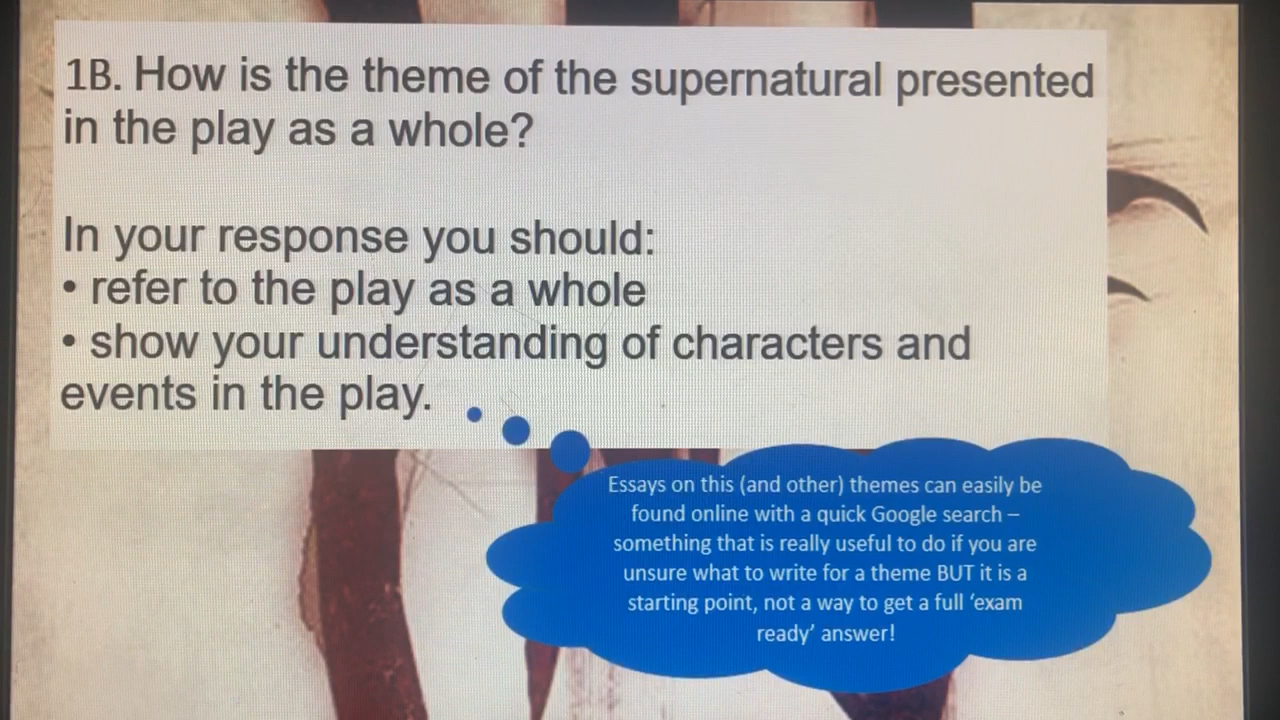 1B. How is the theme of the supernatural presented
in the play as a whole?
In your response you should:
• refer to the play as a whole
• show your understanding of characters and
events in the play.
Essays on this (and other) themes can easily be
found online with a quick Google search –
something that is really useful to do if you are
unsure what to write for a theme BUT it is a
starting point, not a way to get a full ‘exam
ready’ answer!